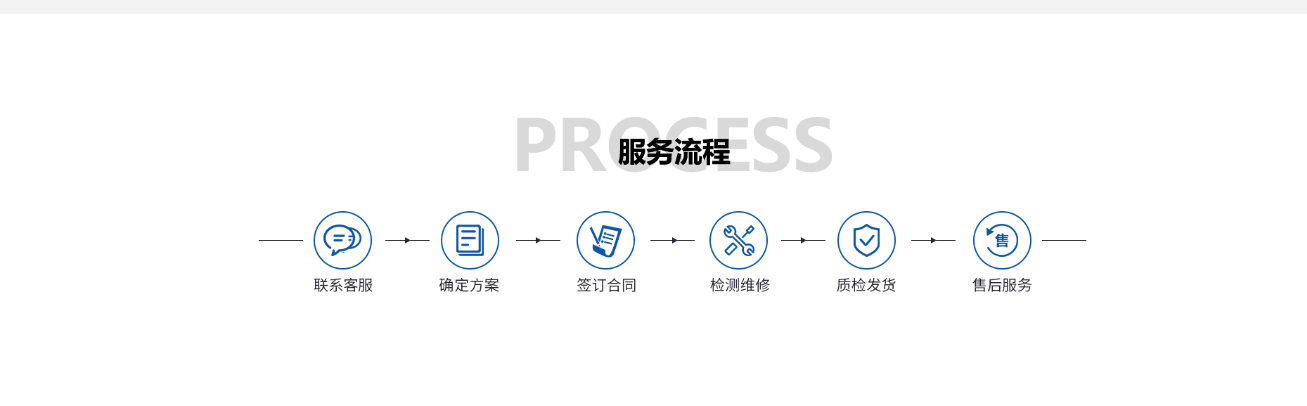 PROCESS
服务流程
售
联系客服 确定方案 签订合同 检测维修 质检发货 售后服务